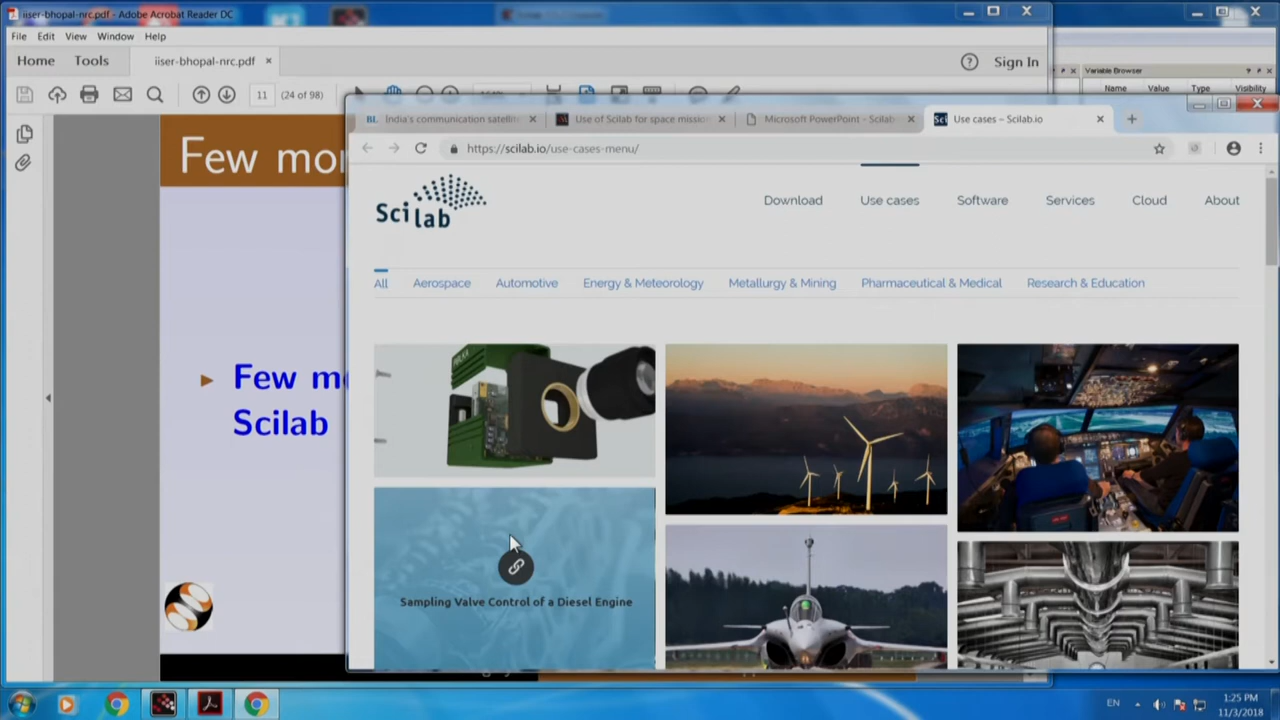 iiser-bhopal-nrc.pdf - Adobe Acrobat Reader DC
File Edit View Window Help
Home Tools iiser-bhopal-nrc.pdf × Sign In
11 (24 of 98)
Variable Browser
Name Value Type Visibility
Few mor
Few m
Scilab
India's communication satellite
Use of Scilab for space mission
Microsoft PowerPoint - Scilab
Use cases – Scilab.io
https://scilab.io/use-cases-menu/
Scilab
Download Use cases Software Services Cloud About
All Aerospace Automotive Energy & Meteorology Metallurgy & Mining Pharmaceutical & Medical Research & Education
Sampling Valve Control of a Diesel Engine
EN
1:25 PM
11/3/2018